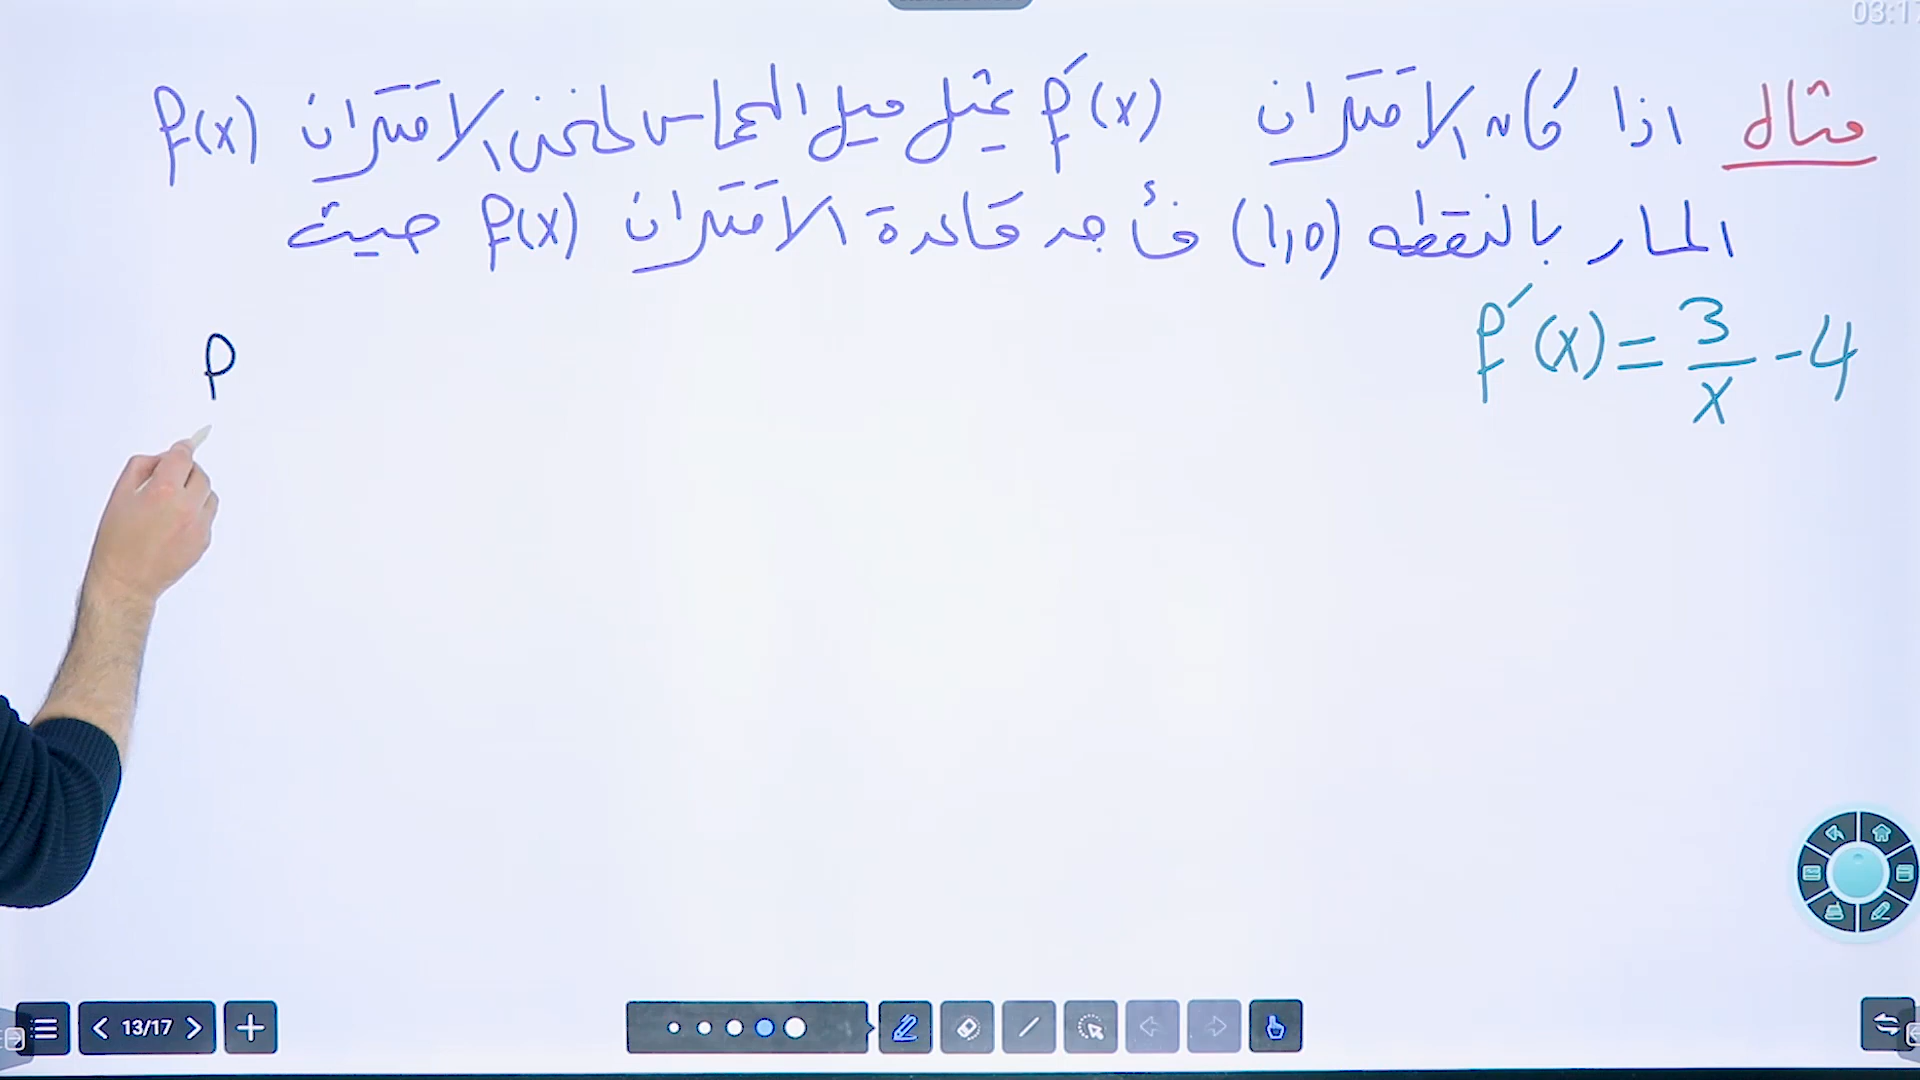 مثال اذا كان الاقتران f′(x) يمثل ميل المماس لمنحنى الاقتران f(x)
المار بالنقطه (1,0) فأجد قاعدة الاقتران f(x) حيث
f′(x) = 3/x - 4
P
13/17